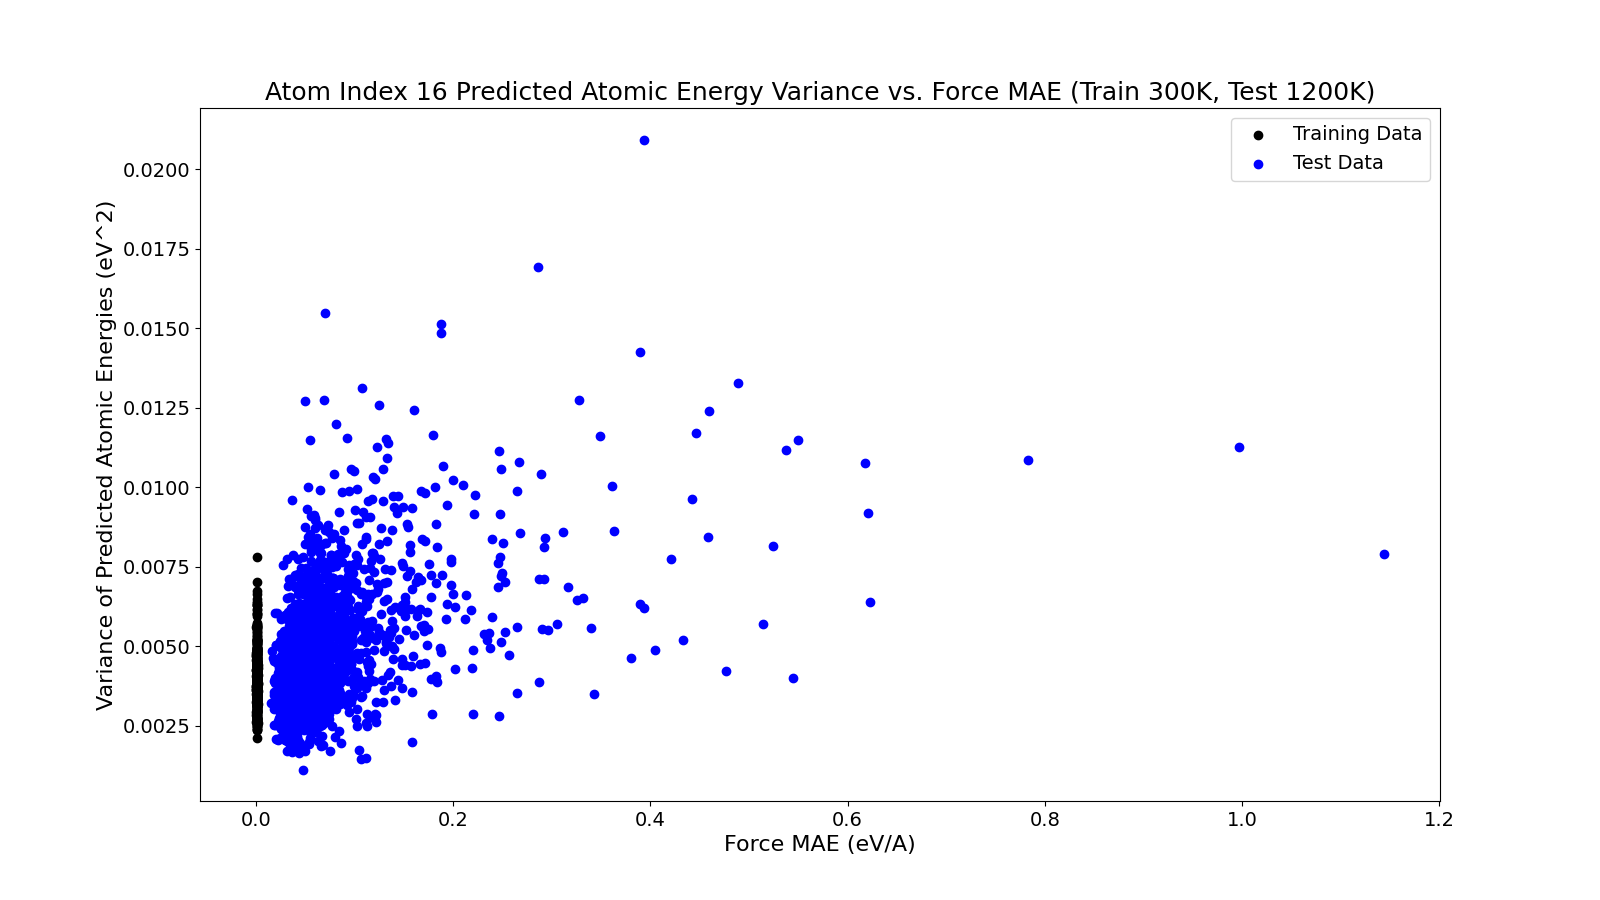 Atom Index 16 Predicted Atomic Energy Variance vs. Force MAE (Train 300K, Test 1200K)
Training Data
Test Data
Variance of Predicted Atomic Energies (eV^2)
0.0200
0.0175
0.0150
0.0125
0.0100
0.0075
0.0050
0.0025
0.0 0.2 0.4 0.6 0.8 1.0 1.2
Force MAE (eV/A)